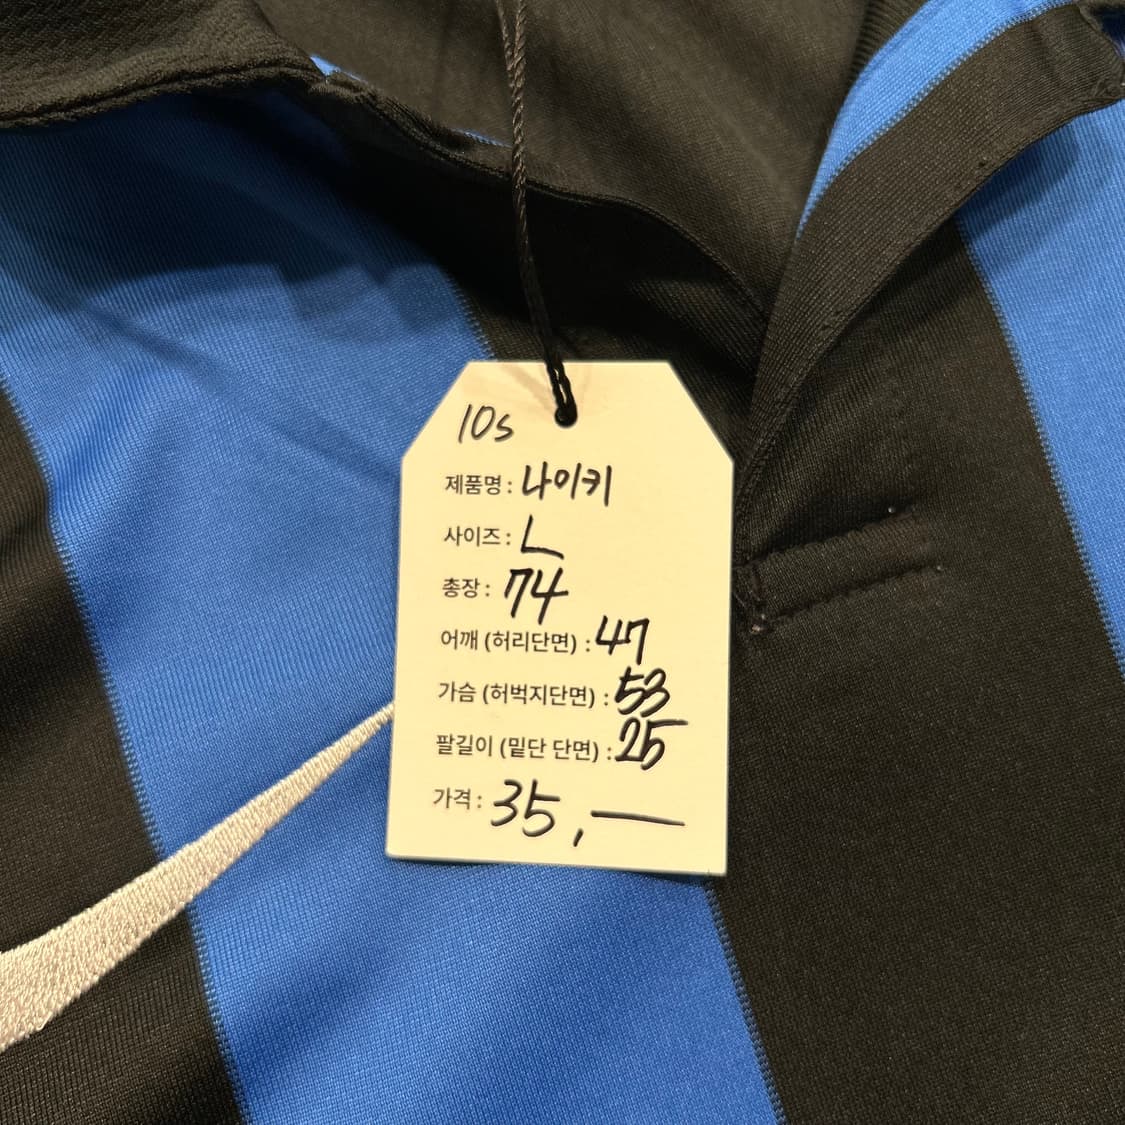 10s
제품명 : 나이키
사이즈 : L
총장 : 74
어깨 (허리단면) : 47
가슴 (허벅지단면) : 53
팔길이 (밑단 단면) : 25
가격 : 35,—